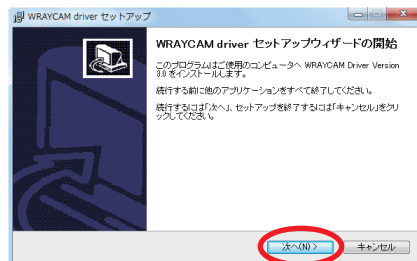 WRAYCAM driver セットアップ
WRAYCAM driver セットアップウィザードの開始
このプログラムはご使用のコンピュータへ WRAYCAM Driver Version
3.0 をインストールします。
続行する前に他のアプリケーションをすべて終了してください。
続行するには「次へ」、セットアップを終了するには「キャンセル」をクリ
ックしてください。
次へ(N) >
キャンセル